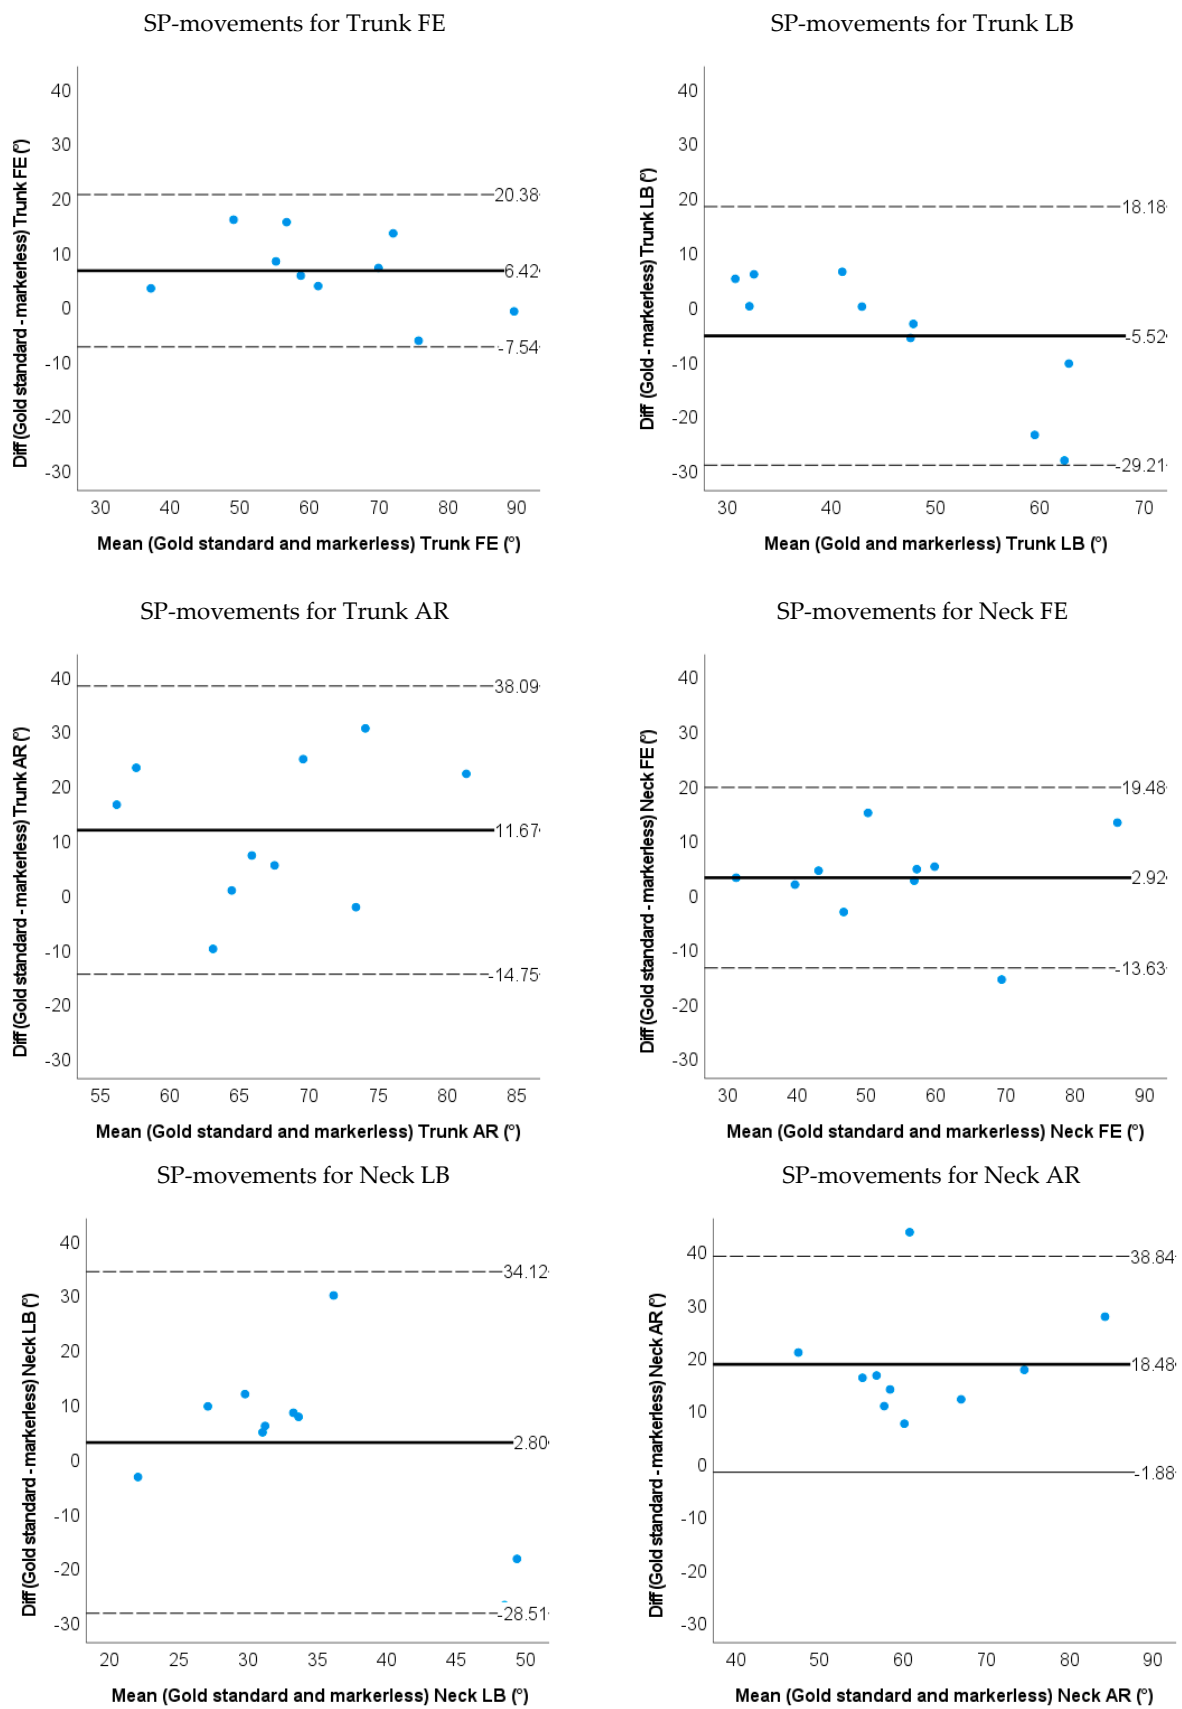 SP-movements for Trunk FE
Diff (Gold standard - markerless) Trunk FE (°)
40
30
20
10
0
-10
-20
-30
20.38
6.42
-7.54
30 40 50 60 70 80 90
Mean (Gold standard and markerless) Trunk FE (°)
SP-movements for Trunk LB
Diff (Gold - markerless) Trunk LB (°)
40
30
20
10
0
-10
-20
-30
18.18
-5.52
-29.21
30 40 50 60 70
Mean (Gold and markerless) Trunk LB (°)
SP-movements for Trunk AR
Diff (Gold standard - markerless) Trunk AR (°)
40
30
20
10
0
-10
-20
-30
38.09
11.67
-14.75
55 60 65 70 75 80 85
Mean (Gold standard and markerless) Trunk AR (°)
SP-movements for Neck FE
Diff (Gold standard - markerless) Neck FE (°)
40
30
20
10
0
-10
-20
-30
19.48
2.92
-13.63
30 40 50 60 70 80 90
Mean (Gold standard and markerless) Neck FE (°)
SP-movements for Neck LB
Diff (Gold standard - markerless) Neck LB (°)
40
30
20
10
0
-10
-20
-30
34.12
2.80
-28.51
20 25 30 35 40 45 50
Mean (Gold standard and markerless) Neck LB (°)
SP-movements for Neck AR
Diff (Gold standard - markerless) Neck AR (°)
40
30
20
10
0
-10
-20
-30
38.84
18.48
-1.88
40 50 60 70 80 90
Mean (Gold standard and markerless) Neck AR (°)